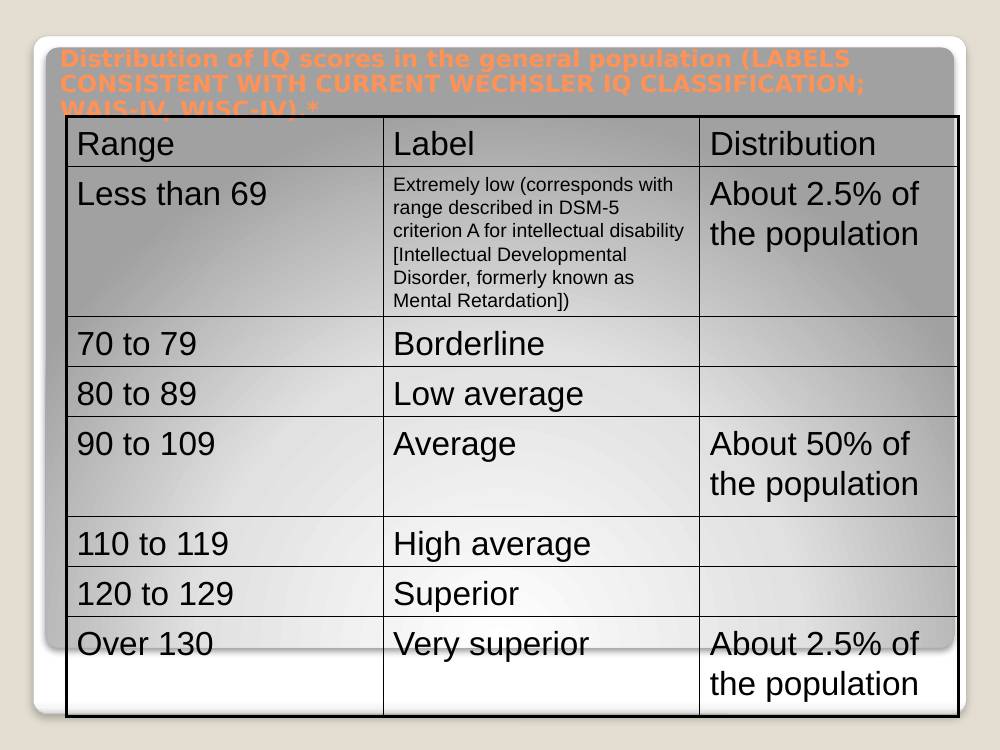 Distribution of IQ scores in the general population (LABELS
CONSISTENT WITH CURRENT WECHSLER IQ CLASSIFICATION;
WAIS-IV, WISC-IV).*
Range Label Distribution
Less than 69 Extremely low (corresponds with About 2.5% of
range described in DSM-5 the population
criterion A for intellectual disability
[Intellectual Developmental
Disorder, formerly known as
Mental Retardation])
70 to 79 Borderline
80 to 89 Low average
90 to 109 Average About 50% of
the population
110 to 119 High average
120 to 129 Superior
Over 130 Very superior About 2.5% of
the population